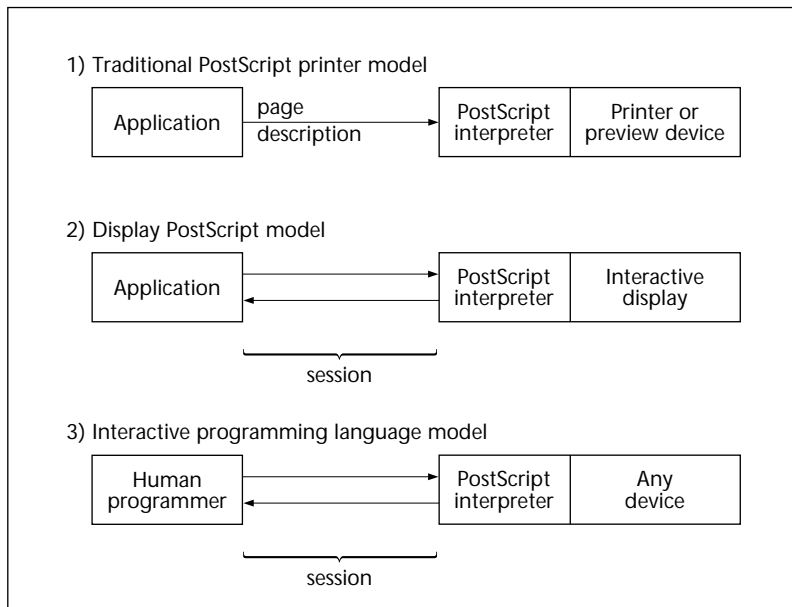 1) Traditional PostScript printer model
Application
page
description
PostScript
interpreter
Printer or
preview device
2) Display PostScript model
Application
PostScript
interpreter
Interactive
display
session
3) Interactive programming language model
Human
programmer
PostScript
interpreter
Any
device
session